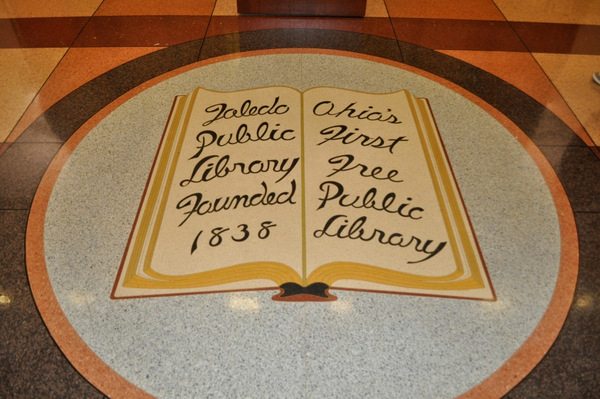 Toledo
Public
Library
Founded
1838
Ohio's
First
Free
Public
Library